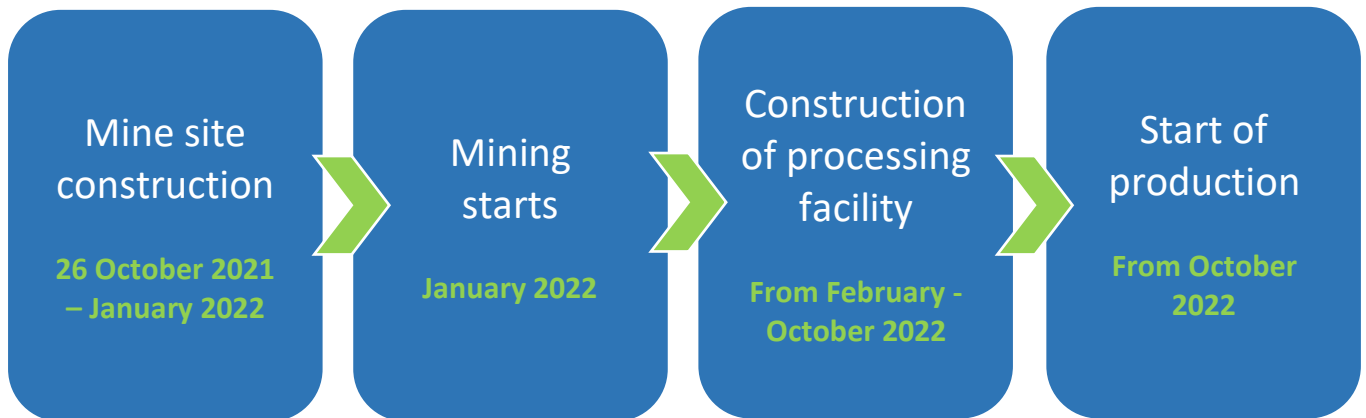 Mine site
construction
26 October 2021
– January 2022
Mining
starts
January 2022
Construction
of processing
facility
From February -
October 2022
Start of
production
From October
2022